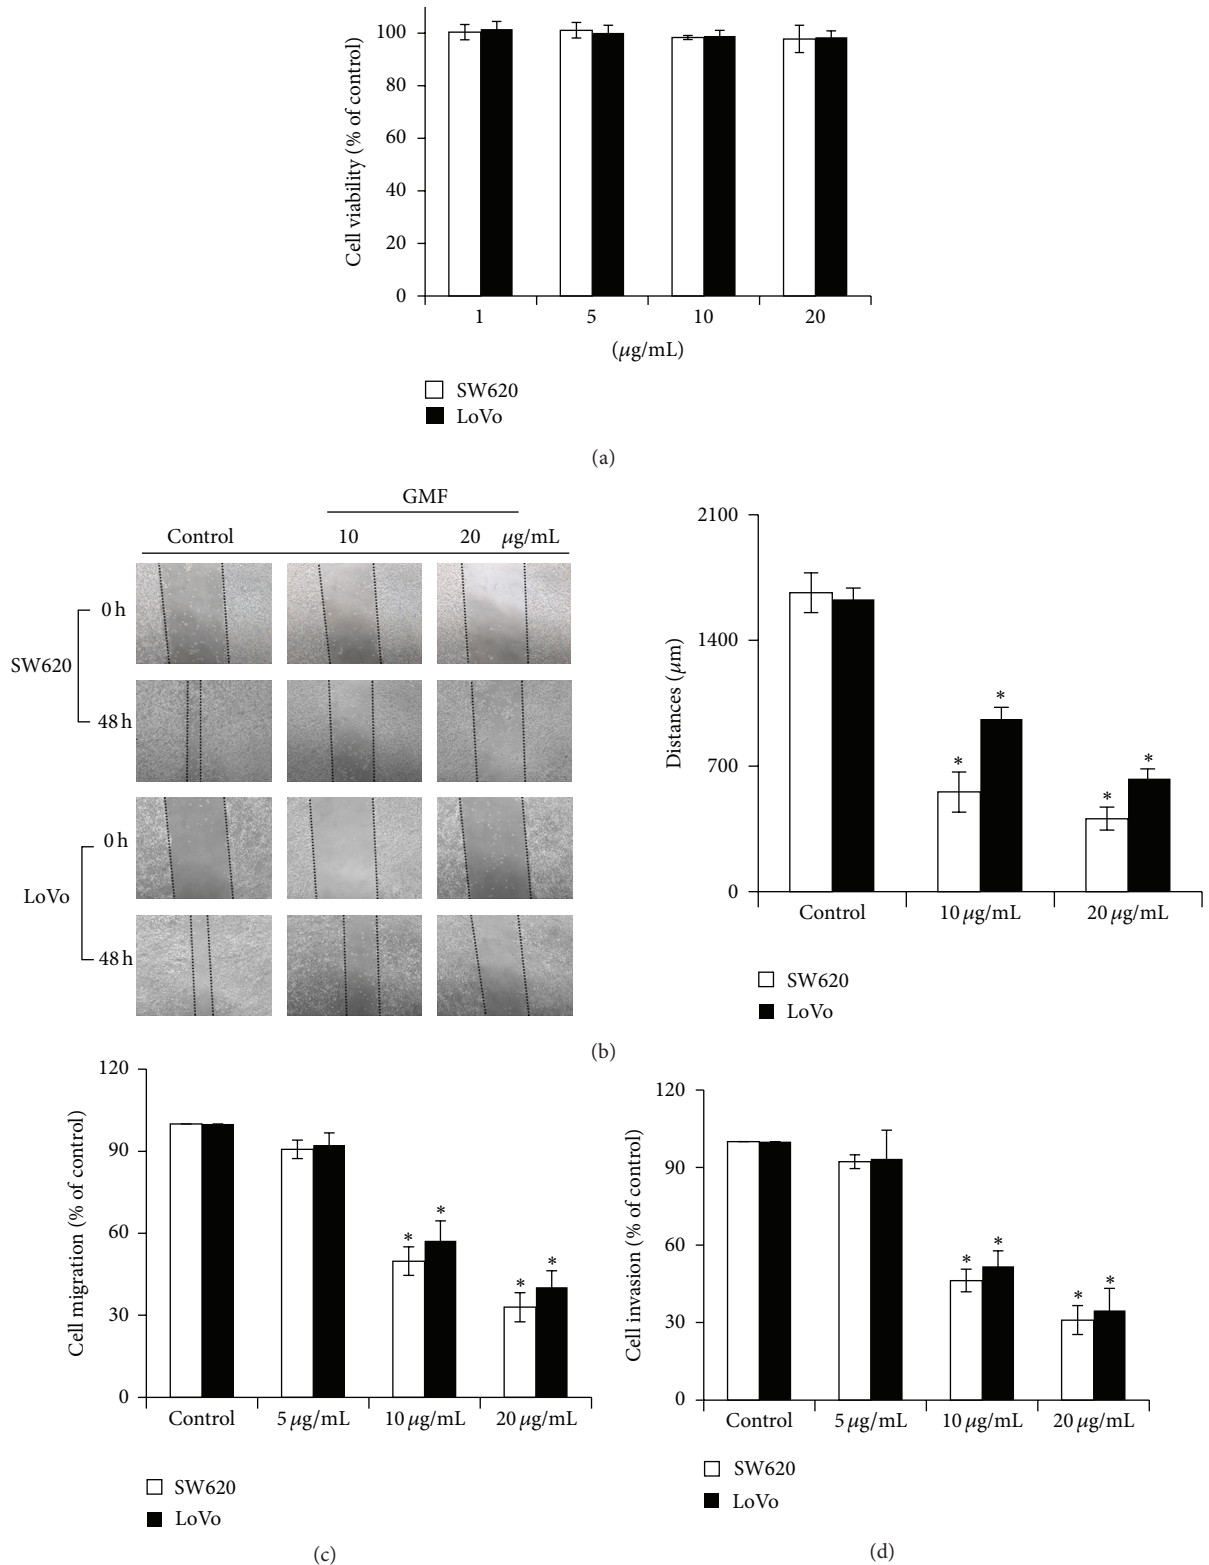 100
80
60
40
20
0
Cell viability (% of control)
1 5 10 20
(μg/mL)
SW620
LoVo
(a)
GMF
Control 10 20 μg/mL
0 h
SW620
48 h
0 h
LoVo
48 h
2100
1400
700
0
Distances (μm)
* * * *
Control 10 μg/mL 20 μg/mL
SW620
LoVo
(b)
120
90
60
30
0
Cell migration (% of control)
* * * *
Control 5 μg/mL 10 μg/mL 20 μg/mL
SW620
LoVo
(c)
120
90
60
30
0
Cell invasion (% of control)
* * * *
Control 5 μg/mL 10 μg/mL 20 μg/mL
SW620
LoVo
(d)